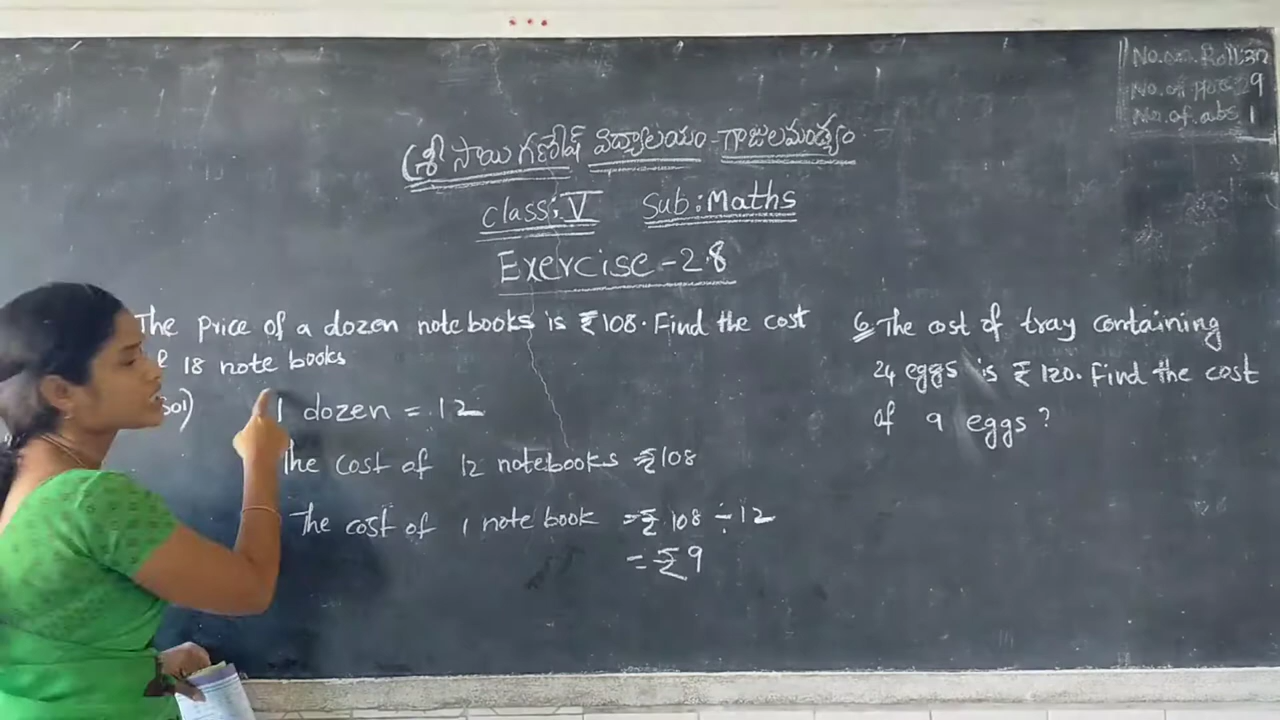 శ్రీ సాయి గణేష్ విద్యాలయం - గాజులమండ్యం
class: V Sub: Maths
Exercise - 2.8
The price of a dozen notebooks is ₹108. Find the cost
18 note books
sol)
1 dozen = 12
The cost of 12 notebooks = ₹108
The cost of 1 note book = ₹ 108 ÷ 12
= ₹ 9
6. The cost of tray containing
24 eggs is ₹ 120. Find the cost
of 9 eggs?
No. on Roll:
No. of
No. of abs 1